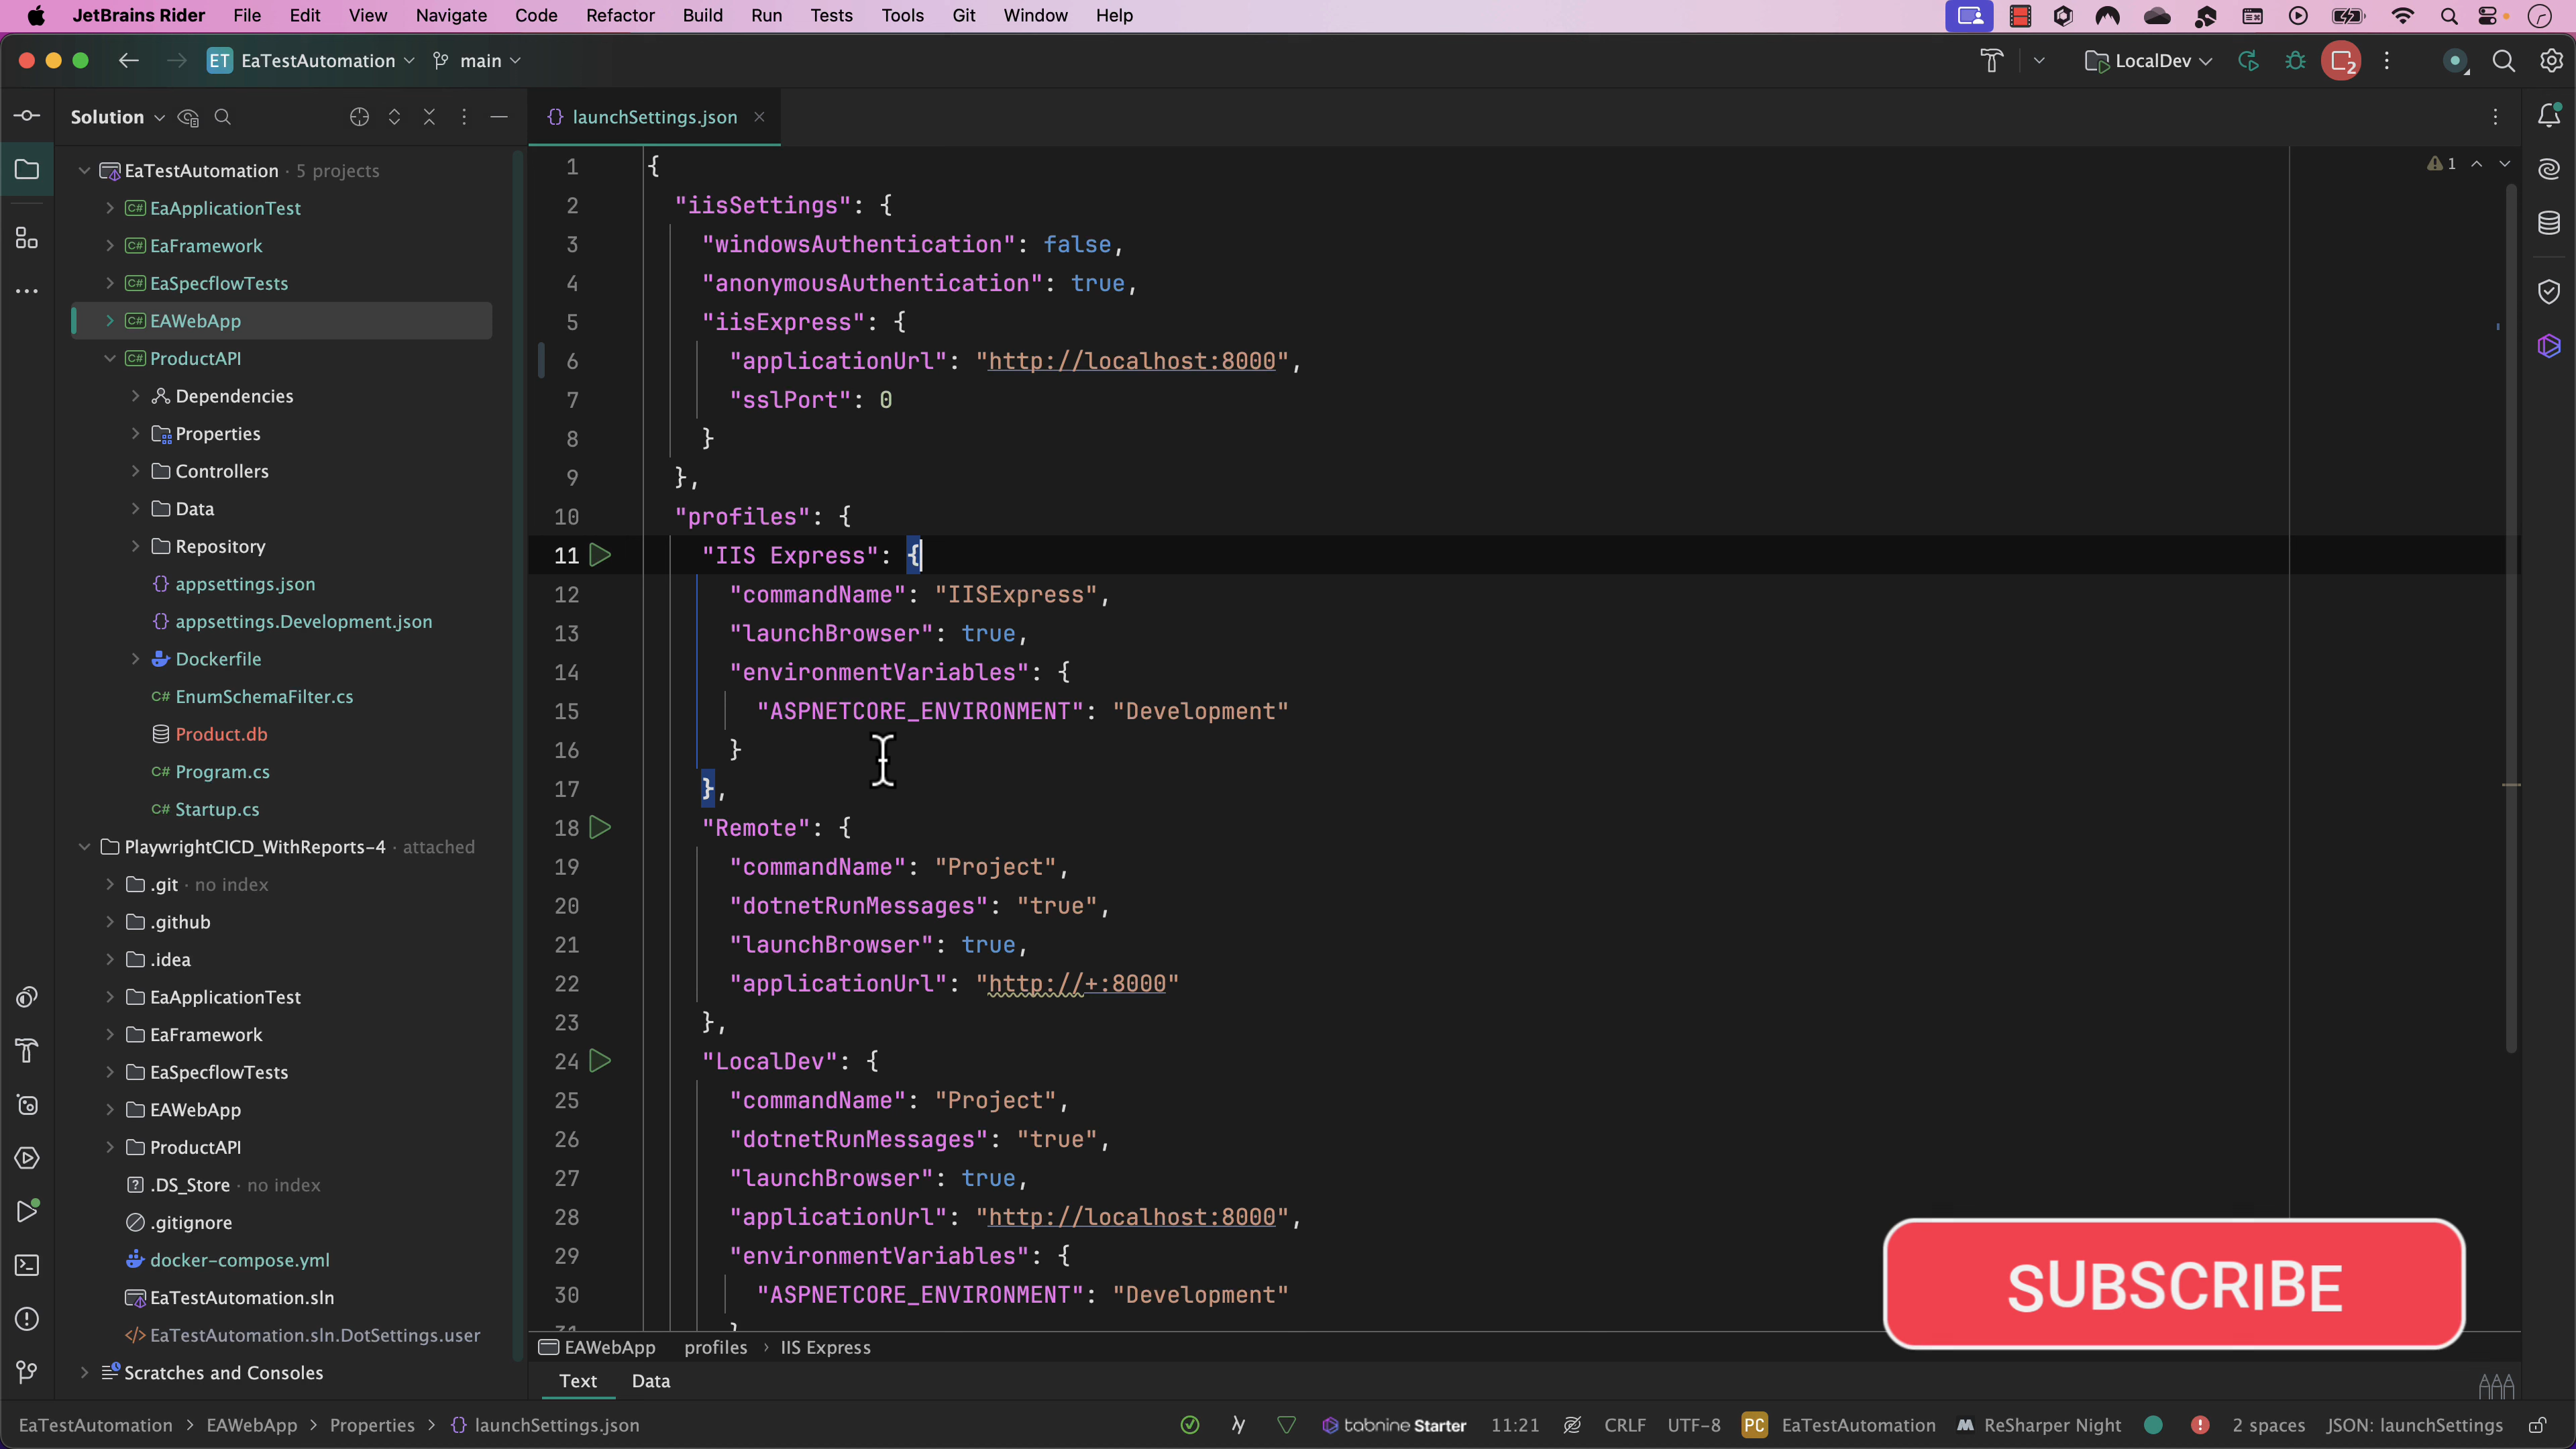 JetBrains Rider File Edit View Navigate Code Refactor Build Run Tests Tools Git Window Help
ET EaTestAutomation main LocalDev 2
Solution launchSettings.json
EaTestAutomation · 5 projects
EaApplicationTest
EaFramework
EaSpecflowTests
EAWebApp
ProductAPI
Dependencies
Properties
Controllers
Data
Repository
appsettings.json
appsettings.Development.json
Dockerfile
C# EnumSchemaFilter.cs
Product.db
C# Program.cs
C# Startup.cs
PlaywrightCICD_WithReports-4 · attached
.git · no index
.github
.idea
EaApplicationTest
EaFramework
EaSpecflowTests
EAWebApp
ProductAPI
.DS_Store · no index
.gitignore
docker-compose.yml
EaTestAutomation.sln
EaTestAutomation.sln.DotSettings.user
Scratches and Consoles
1 {
2 "iisSettings": {
3 "windowsAuthentication": false,
4 "anonymousAuthentication": true,
5 "iisExpress": {
6 "applicationUrl": "http://localhost:8000",
7 "sslPort": 0
8 }
9 },
10 "profiles": {
11 "IIS Express": {
12 "commandName": "IISExpress",
13 "launchBrowser": true,
14 "environmentVariables": {
15 "ASPNETCORE_ENVIRONMENT": "Development"
16 }
17 },
18 "Remote": {
19 "commandName": "Project",
20 "dotnetRunMessages": "true",
21 "launchBrowser": true,
22 "applicationUrl": "http://+:8000"
23 },
24 "LocalDev": {
25 "commandName": "Project",
26 "dotnetRunMessages": "true",
27 "launchBrowser": true,
28 "applicationUrl": "http://localhost:8000",
29 "environmentVariables": {
30 "ASPNETCORE_ENVIRONMENT": "Development"
1
SUBSCRIBE
EAWebApp profiles › IIS Express
Text Data
EaTestAutomation › EAWebApp › Properties › launchSettings.json tabnine Starter 11:21 CRLF UTF-8 PC EaTestAutomation ReSharper Night 2 spaces JSON: launchSettings